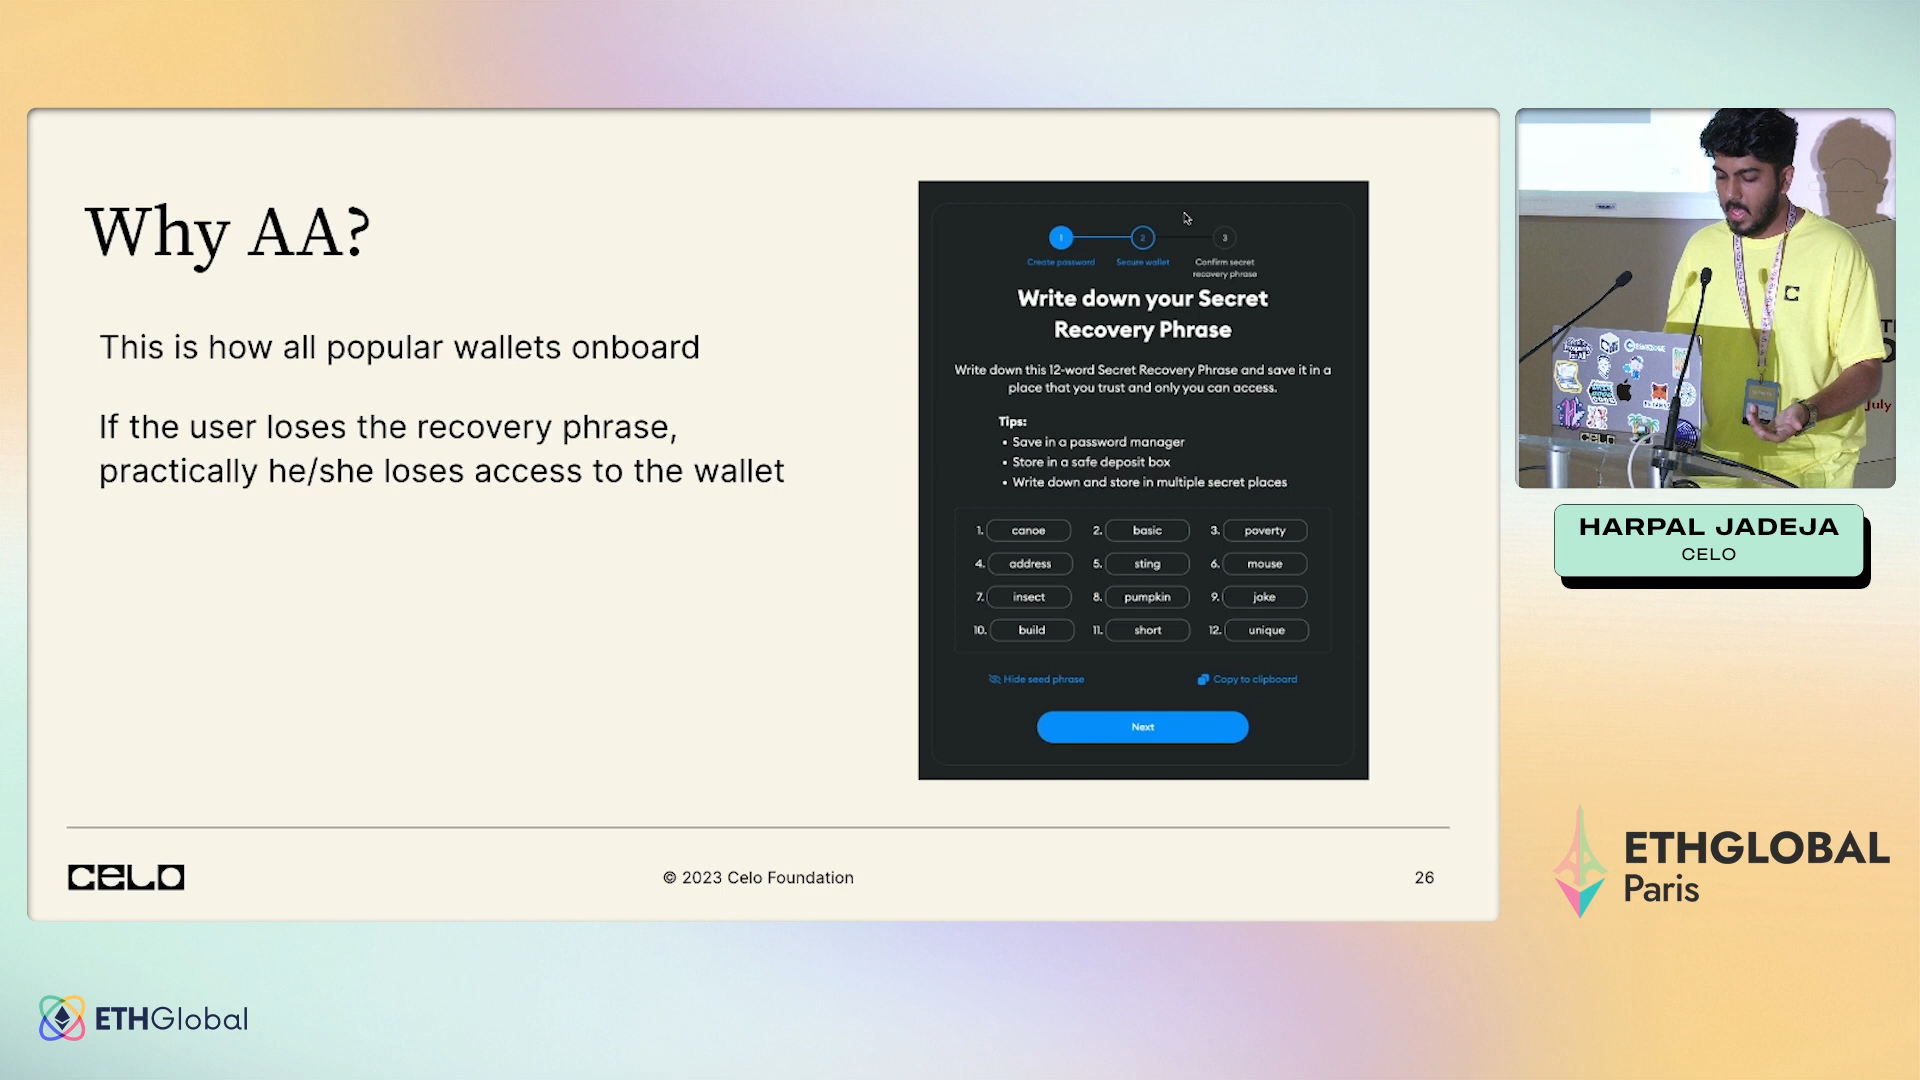 Why AA?
This is how all popular wallets onboard
If the user loses the recovery phrase,
practically he/she loses access to the wallet
1
2
3
Create password
Secure wallet
Confirm secret
recovery phrase
Write down your Secret
Recovery Phrase
Write down this 12-word Secret Recovery Phrase and save it in a
place that you trust and only you can access.
Tips:
• Save in a password manager
• Store in a safe deposit box
• Write down and store in multiple secret places
1. canoe 2. basic 3. poverty
4. address 5. sting 6. mouse
7. insect 8. pumpkin 9. joke
10. build 11. short 12. unique
Hide seed phrase
Copy to clipboard
Next
CELO
© 2023 Celo Foundation
26
July
CELO
HARPAL JADEJA
CELO
ETHGLOBAL
Paris
ETHGlobal